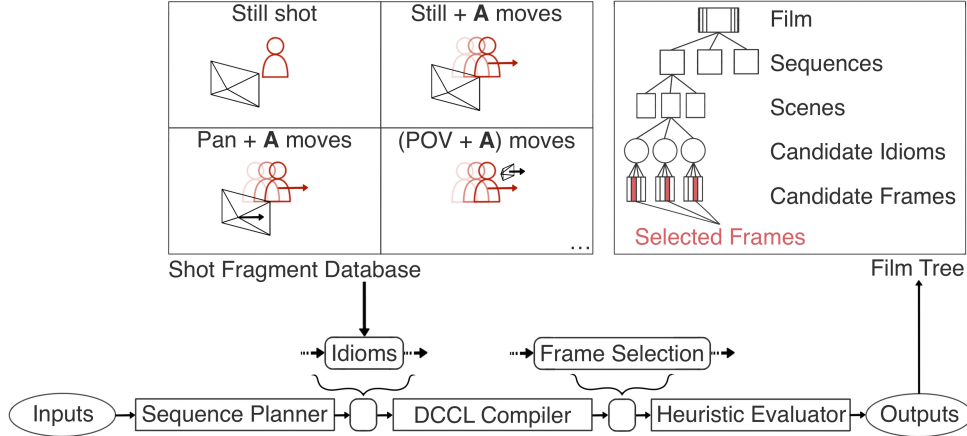 Still shot
Still + A moves
Pan + A moves
(POV + A) moves
...
Shot Fragment Database
Film
Sequences
Scenes
Candidate Idioms
Candidate Frames
Selected Frames
Film Tree
Idioms
Frame Selection
Inputs
Sequence Planner
DCCL Compiler
Heuristic Evaluator
Outputs